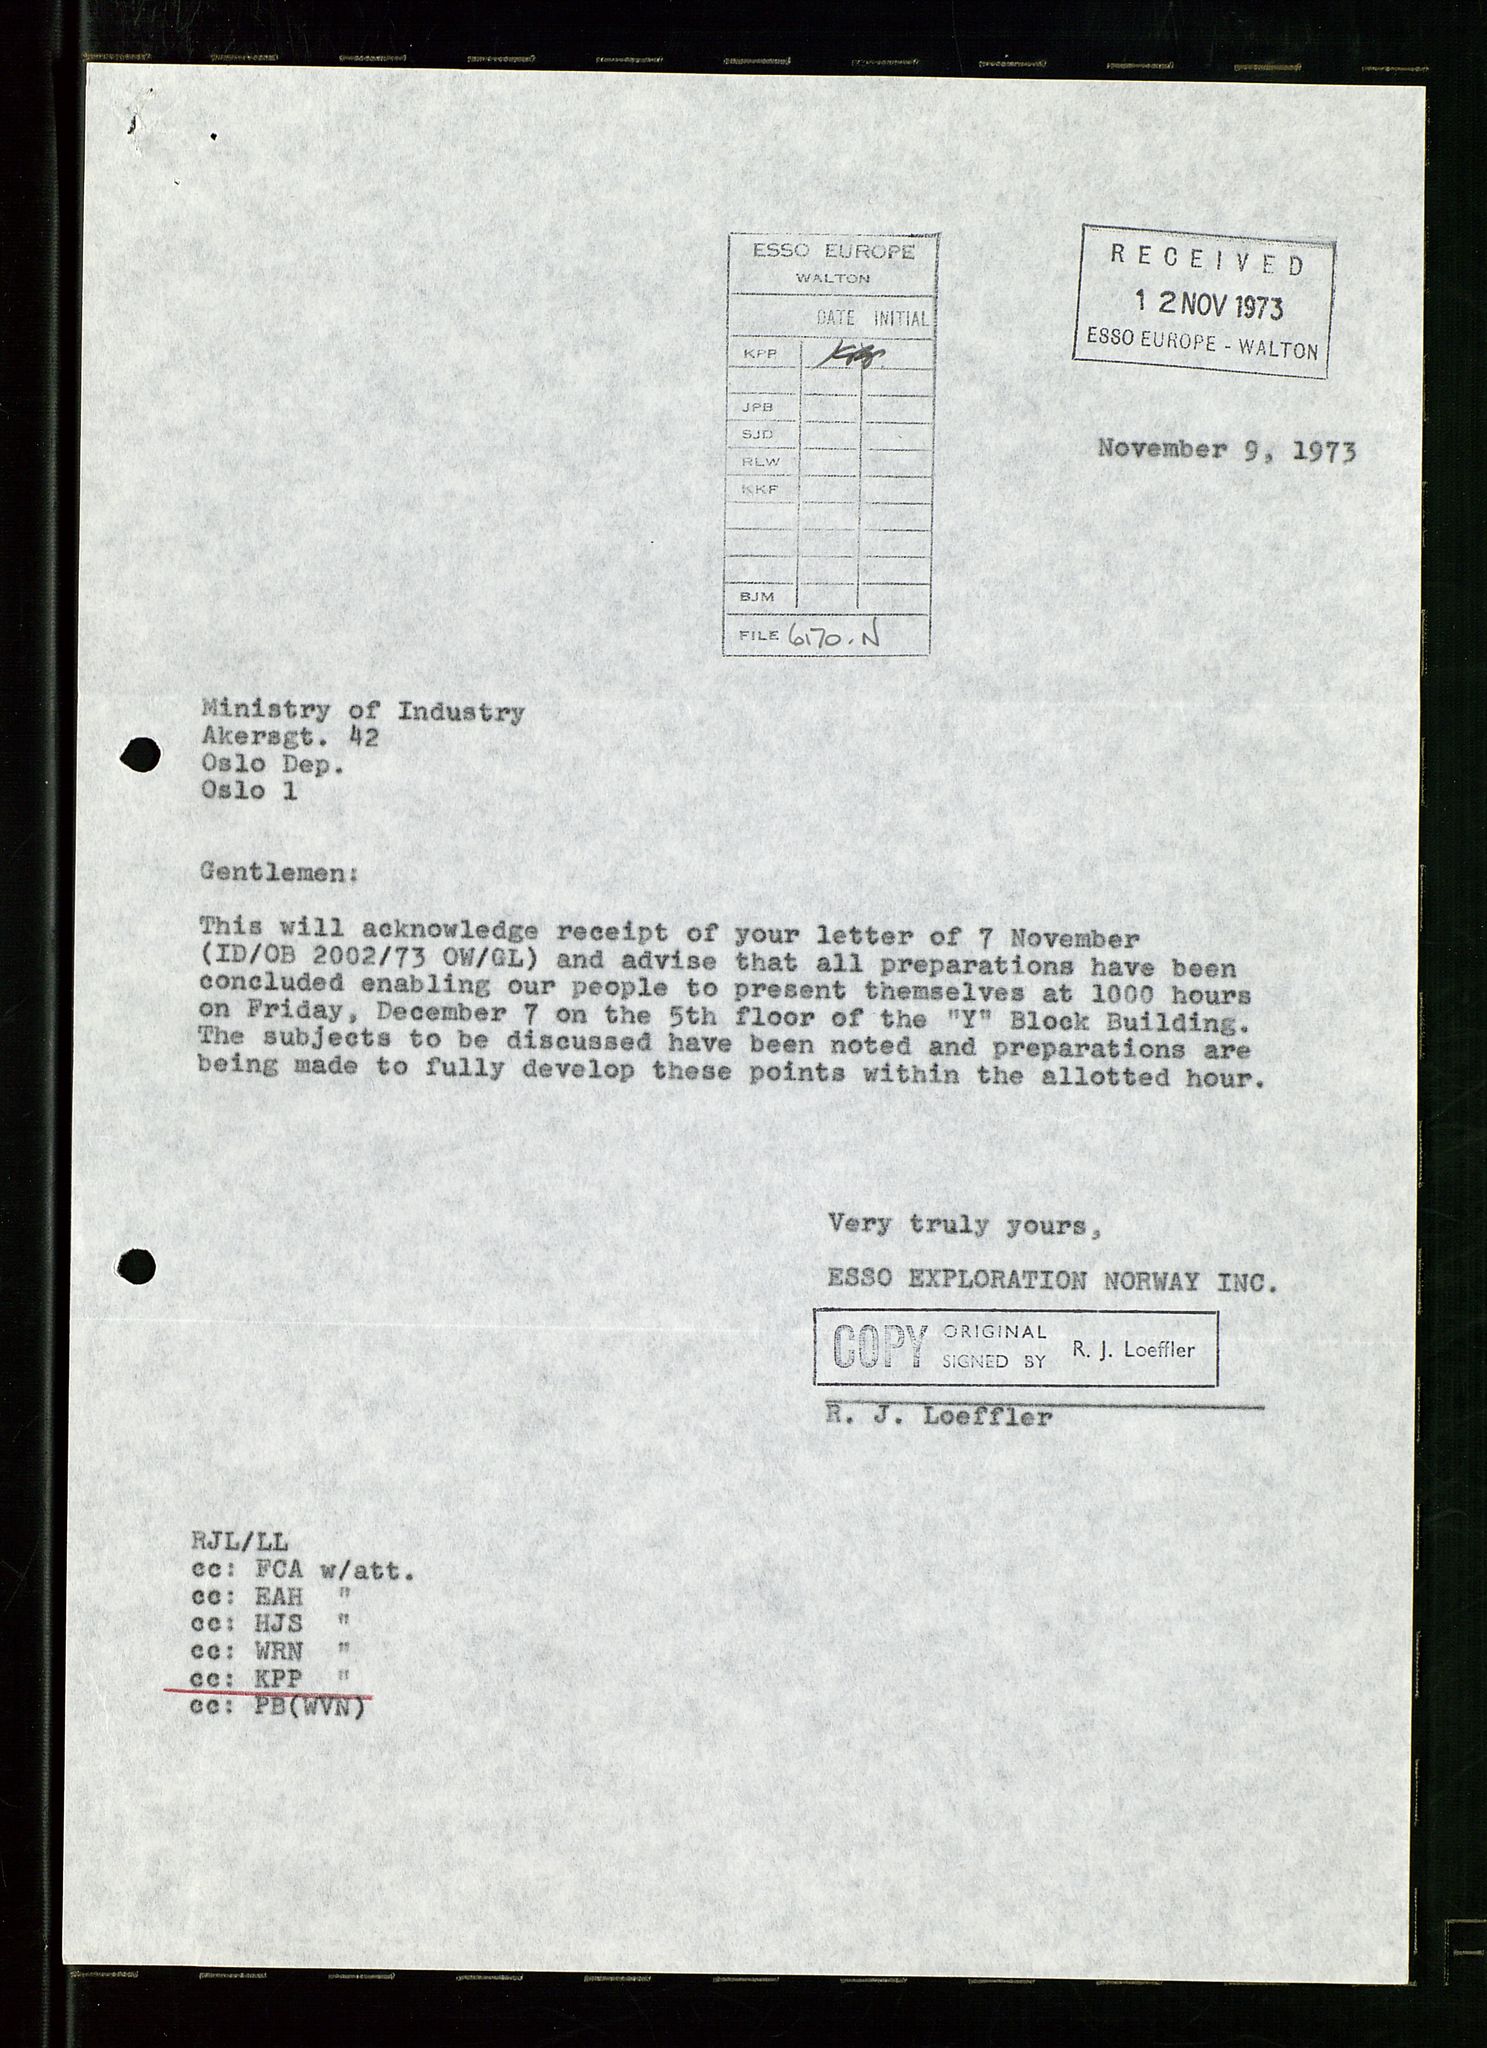 ESSO EUROPE
WALTON
DATE INITIAL
KPP
JPB
SJD
RLW
KKF
BJM
FILE 6170.N
RECEIVED
12 NOV 1973
ESSO EUROPE - WALTON
November 9, 1973
Ministry of Industry
Akersgt. 42
Oslo Dep.
Oslo 1
Gentlemen:
This will acknowledge receipt of your letter of 7 November
(ID/OB 2002/73 OW/GL) and advise that all preparations have been
concluded enabling our people to present themselves at 1000 hours
on Friday, December 7 on the 5th floor of the "Y" Block Building.
The subjects to be discussed have been noted and preparations are
being made to fully develop these points within the allotted hour.
Very truly yours,
ESSO EXPLORATION NORWAY INC.
COPY ORIGINAL SIGNED BY R. J. Loeffler
R. J. Loeffler
RJL/LL
cc: FCA w/att.
cc: EAH "
cc: HJS "
cc: WRN "
cc: KPP "
cc: PB(WVN)